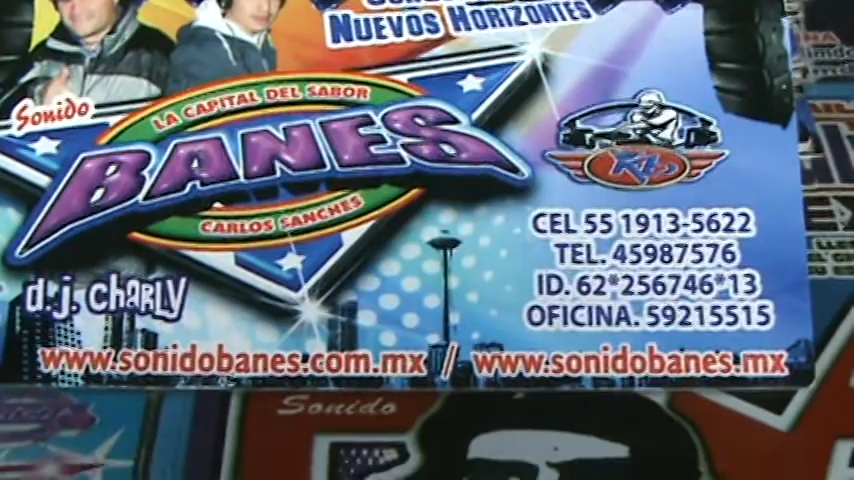 NUEVOS HORIZONTES
Sonido
LA CAPITAL DEL SABOR
BANES
CARLOS SANCHES
d.j. charly
CEL 55 1913-5622
TEL. 45987576
ID. 62*256746*13
OFICINA. 59215515
www.sonidobanes.com.mx / www.sonidobanes.mx
Sonido